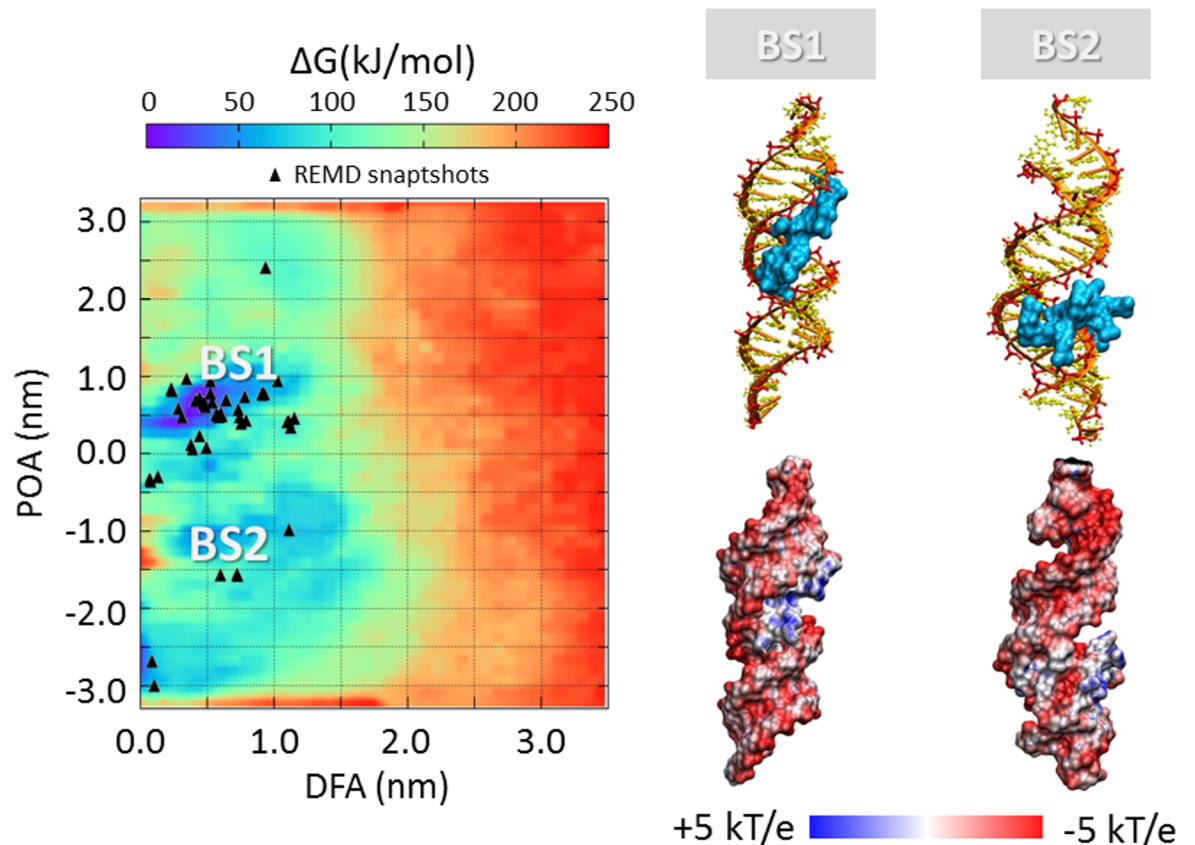 ΔG(kJ/mol)
0 50 100 150 200 250
▲ REMD snaptshots
3.0
2.0
1.0
0.0
-1.0
-2.0
-3.0
POA (nm)
BS1
BS2
0.0 1.0 2.0 3.0
DFA (nm)
BS1 BS2
+5 kT/e -5 kT/e